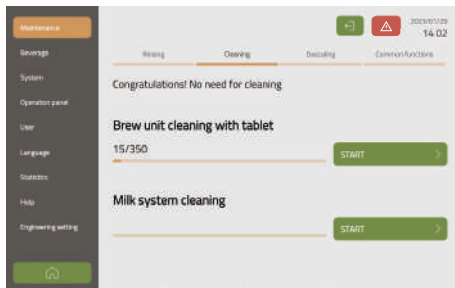 Maintenance
2023/01/29
14:02
Beverage
Rinsing
Cleaning
Descaling
Common functions
System
Congratulations! No need for cleaning
Operation panel
User
Brew unit cleaning with tablet
Language
15/350
START
Statistics
Help
Milk system cleaning
Engineering setting
START